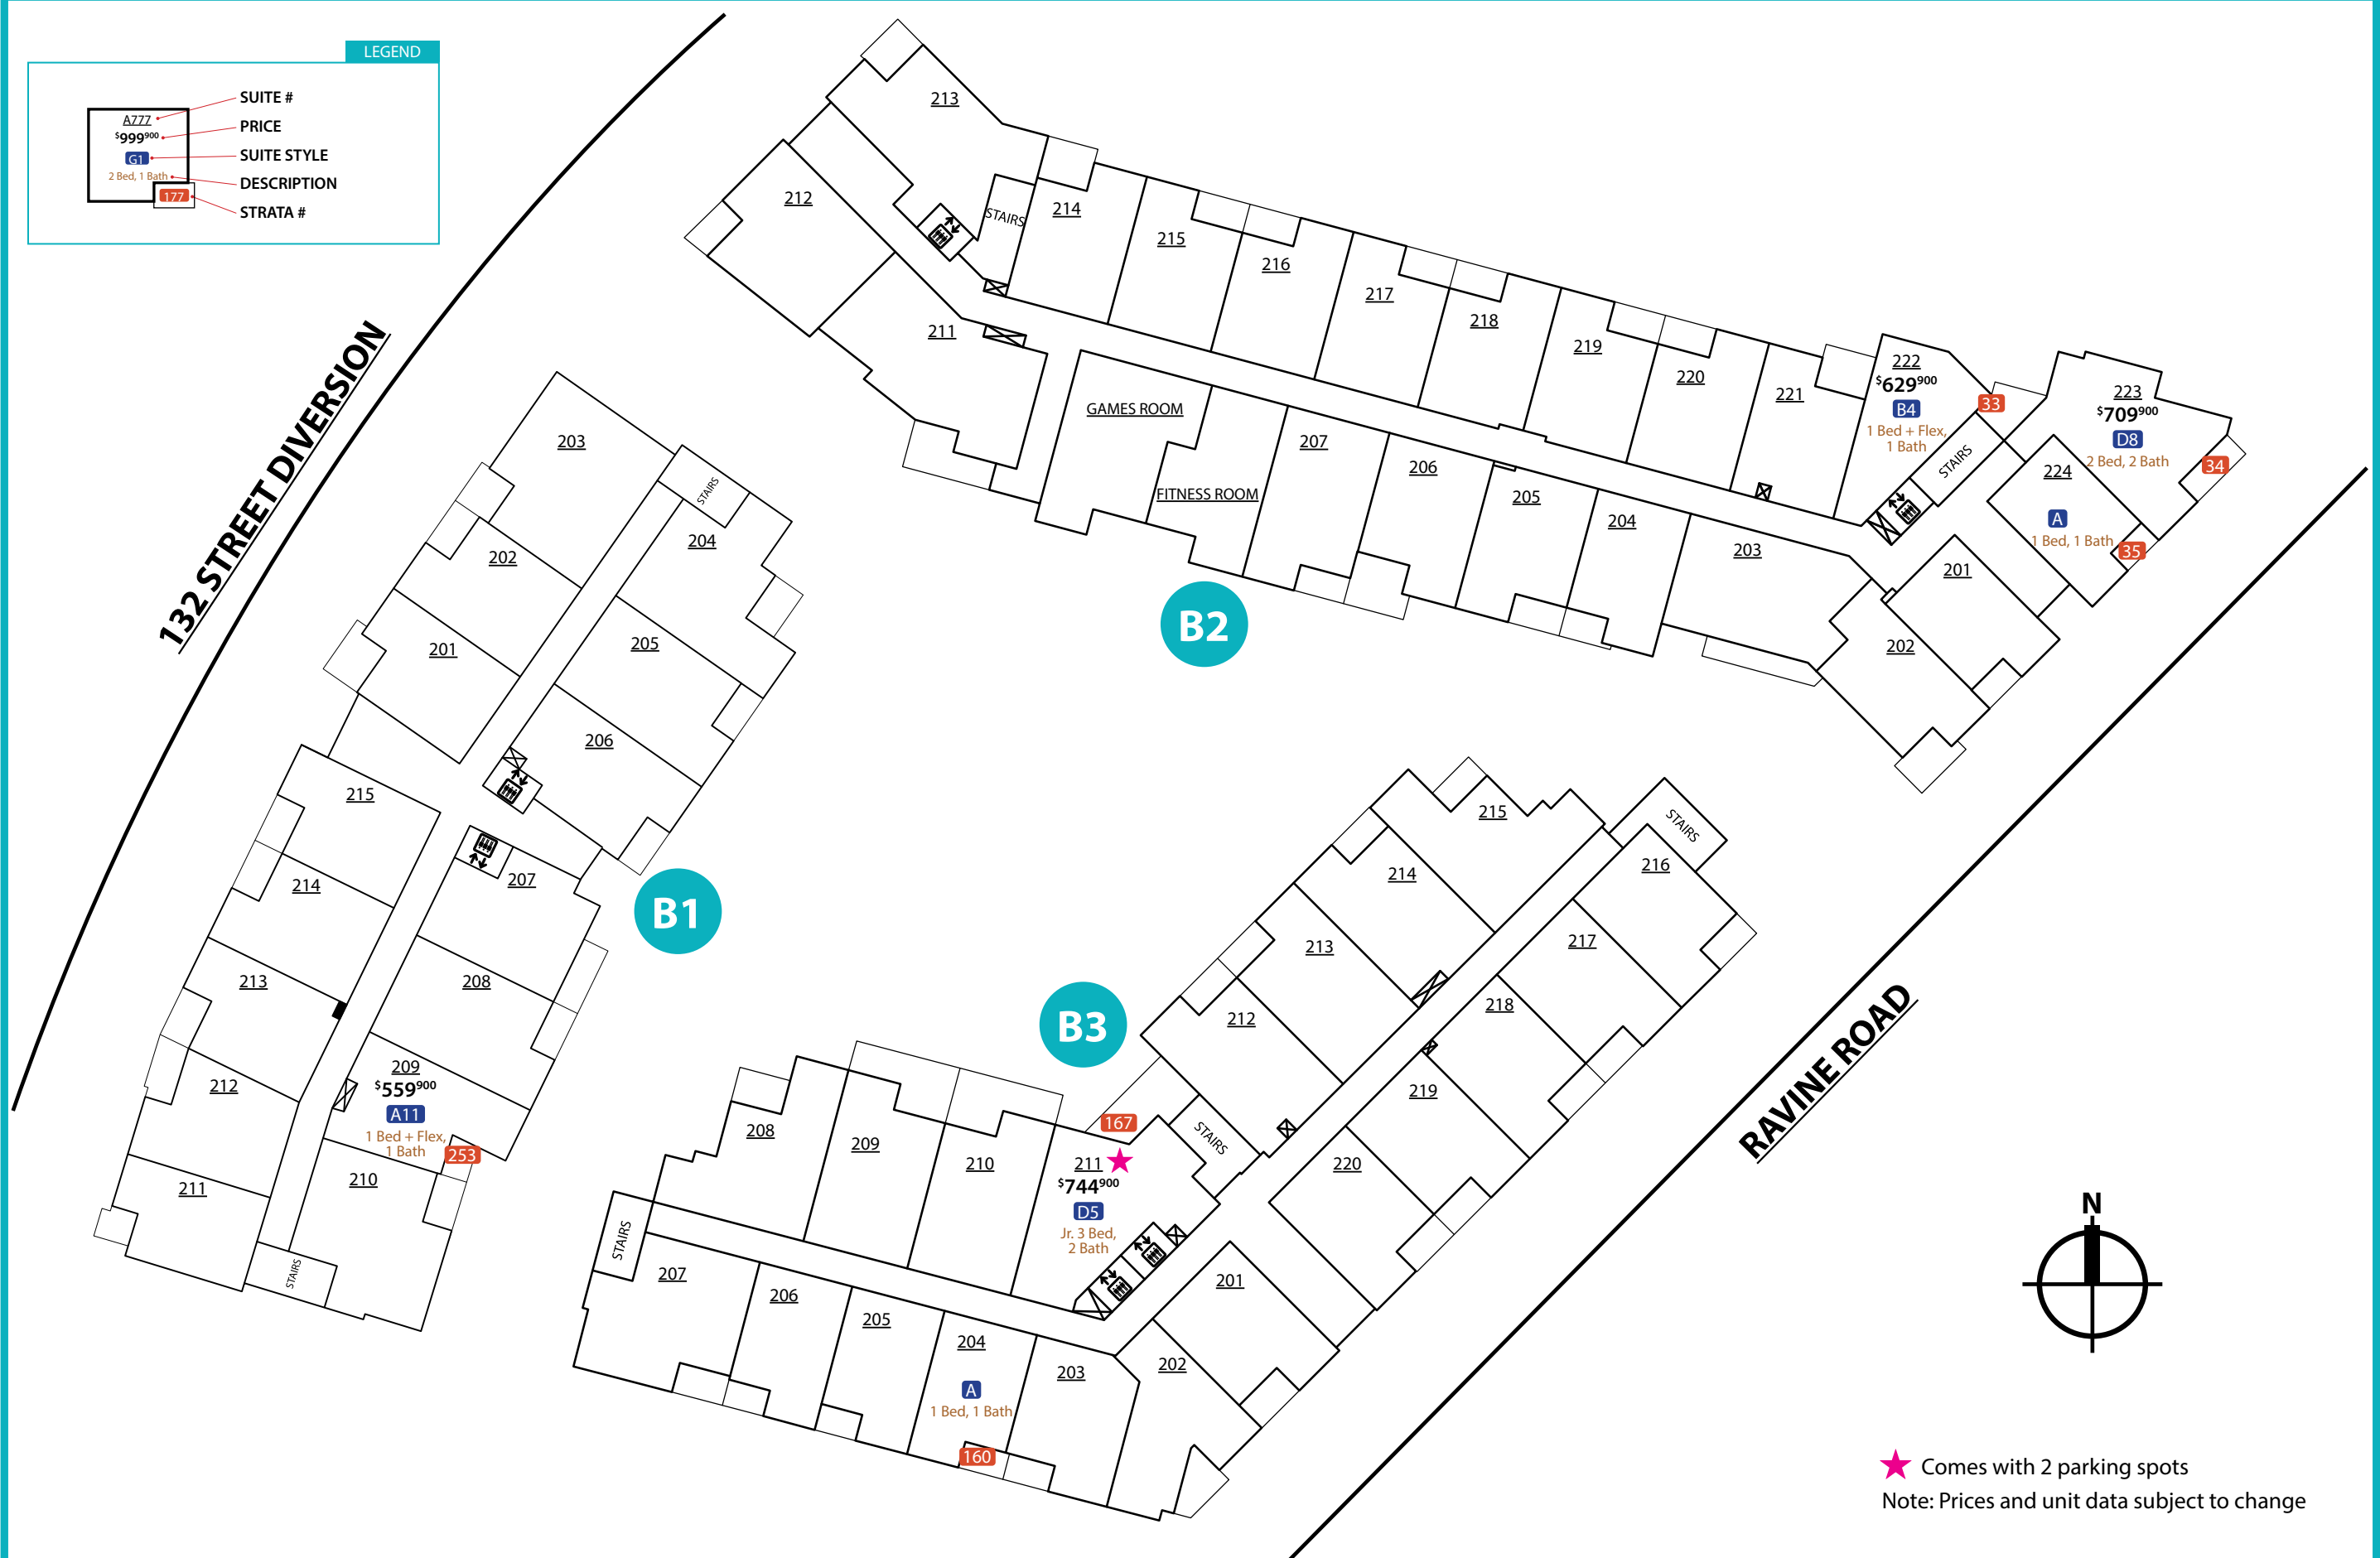 LEGEND
A777
$999900
G1
2 Bed, 1 Bath
177
SUITE #
PRICE
SUITE STYLE
DESCRIPTION
STRATA #
132 STREET DIVERSION
213
212
STAIRS
214
215
216
217
218
219
220
221
222
$629900
B4
1 Bed + Flex,
1 Bath
33
STAIRS
223
$709900
D8
2 Bed, 2 Bath
34
224
A
1 Bed, 1 Bath
35
211
GAMES ROOM
FITNESS ROOM
207
206
205
204
203
201
202
B2
203
STAIRS
204
202
205
201
206
215
207
214
208
213
209
$559900
A11
1 Bed + Flex,
1 Bath
253
212
210
211
STAIRS
B1
B3
215
STAIRS
216
214
217
213
218
212
219
220
208
209
210
167
211
$744900
D5
Jr. 3 Bed,
2 Bath
STAIRS
STAIRS
207
206
205
204
A
1 Bed, 1 Bath
160
203
202
201
RAVINE ROAD
N
Comes with 2 parking spots
Note: Prices and unit data subject to change